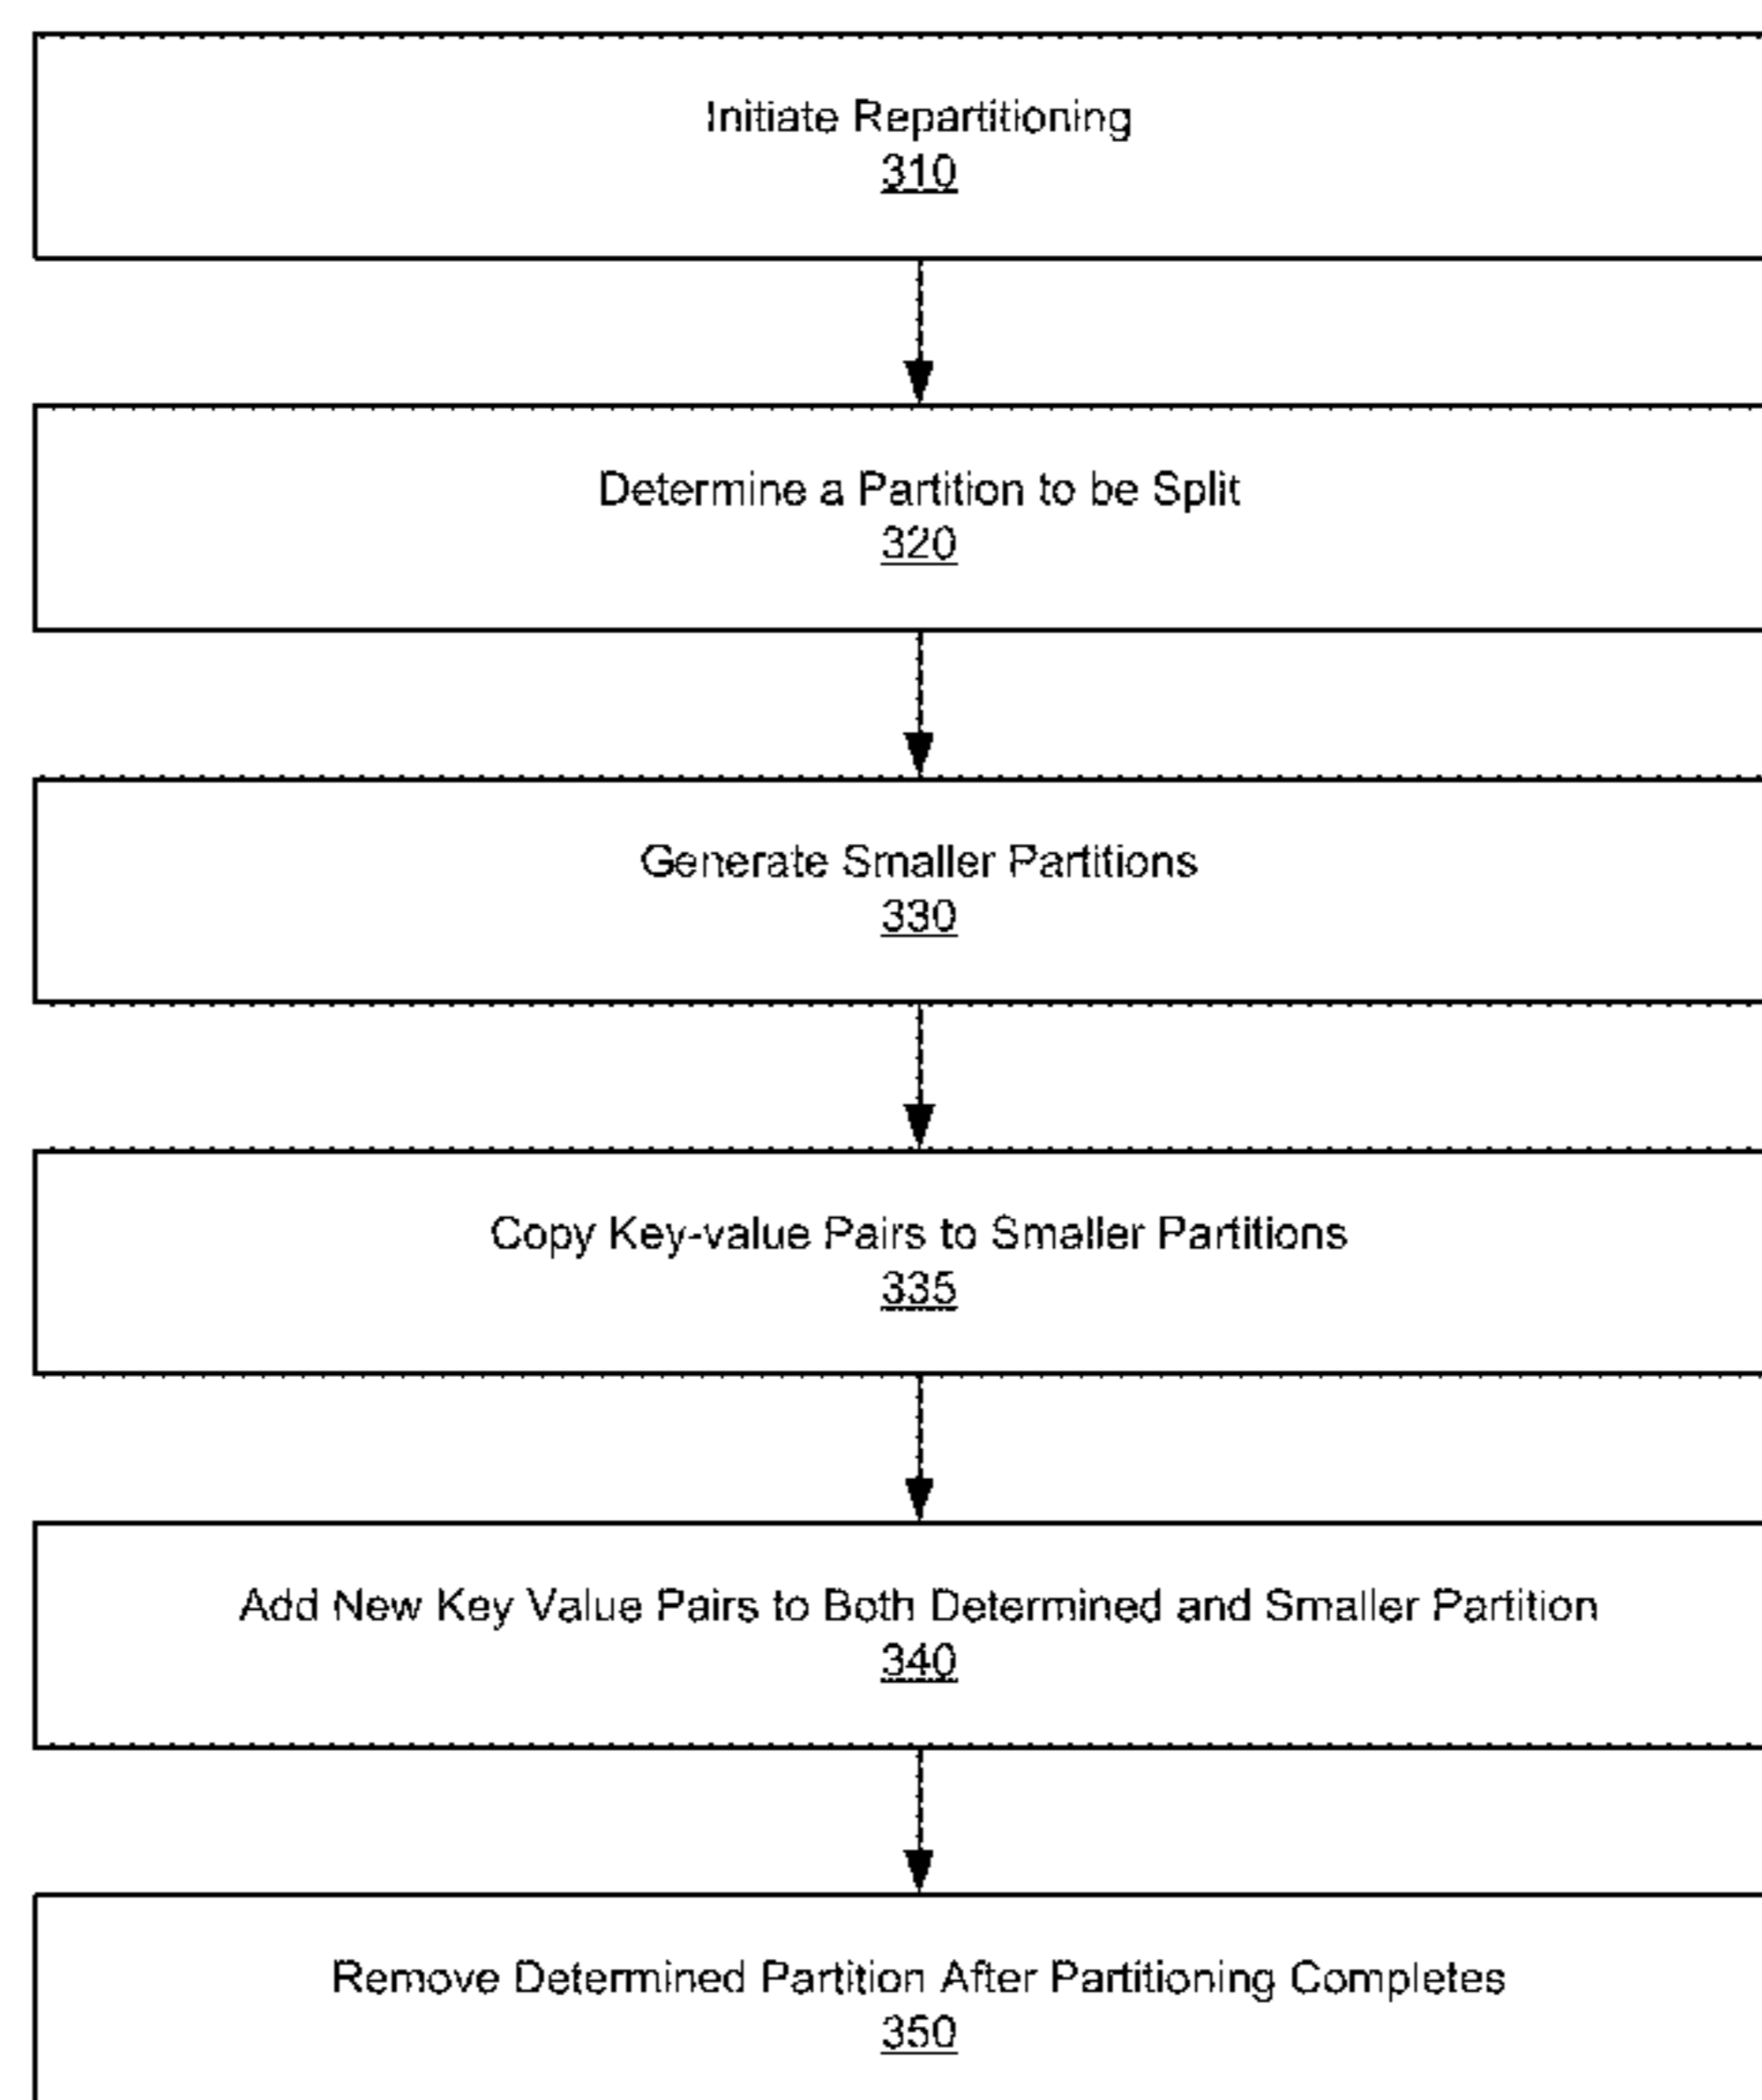 Initiate Repartitioning
310
Determine a Partition to be Split
320
Generate Smaller Partitions
330
Copy Key-value Pairs to Smaller Partitions
335
Add New Key Value Pairs to Both Determined and Smaller Partition
340
Remove Determined Partition After Partitioning Completes
350